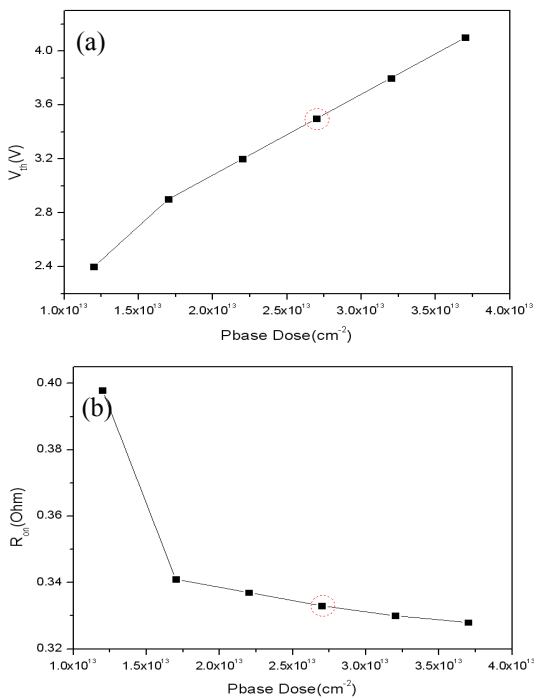 (a)
4.0
3.6
3.2
2.8
2.4
V_th(V)
1.0x10^13 1.5x10^13 2.0x10^13 2.5x10^13 3.0x10^13 3.5x10^13 4.0x10^13
Pbase Dose(cm^-2)
(b)
0.40
0.38
0.36
0.34
0.32
R_on(Ohm)
1.0x10^13 1.5x10^13 2.0x10^13 2.5x10^13 3.0x10^13 3.5x10^13 4.0x10^13
Pbase Dose(cm^-2)